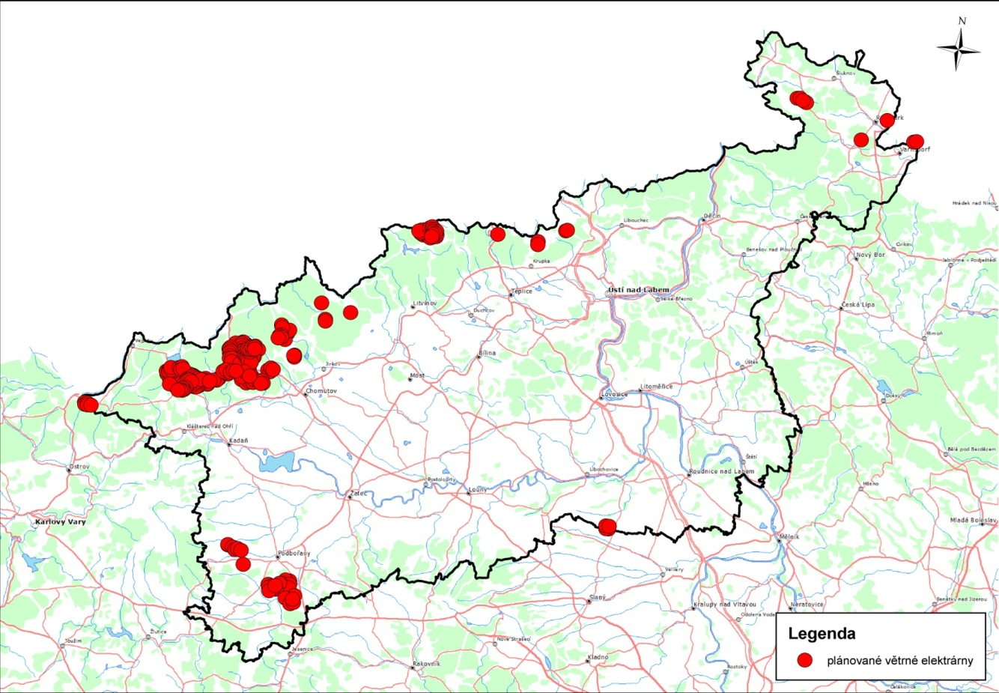 N
Šluknov
Varnsdorf
Hrádek nad Nisou
Děčín
Libouchec
Benešov nad Ploučnicí
Cvikov
Nový Bor
Jablonné v Podještědí
Krupka
Teplice
Ústí nad Labem
Velké Březno
Litvínov
Duchcov
Česká Lípa
Mimoň
Bílina
Jirkov
Most
Úštěk
Chomutov
Lovosice
Litoměřice
Doksy
Klášterec nad Ohří
Kadaň
Bělá pod Bezdězem
Ostrov
Štětí
Libochovice
Roudnice nad Labem
Postoloprty
Louny
Žatec
Mšeno
Karlovy Vary
Mladá Boleslav
Mělník
Podbořany
Velvary
Slaný
Kralupy nad Vltavou
Neratovice
Benátky nad Jizerou
Odolena Voda
Žlutice
Toužim
Jesenice
Nové Strašecí
Kladno
Rakovník
Roztoky
Čelákovice
Legenda
plánované větrné elektrárny